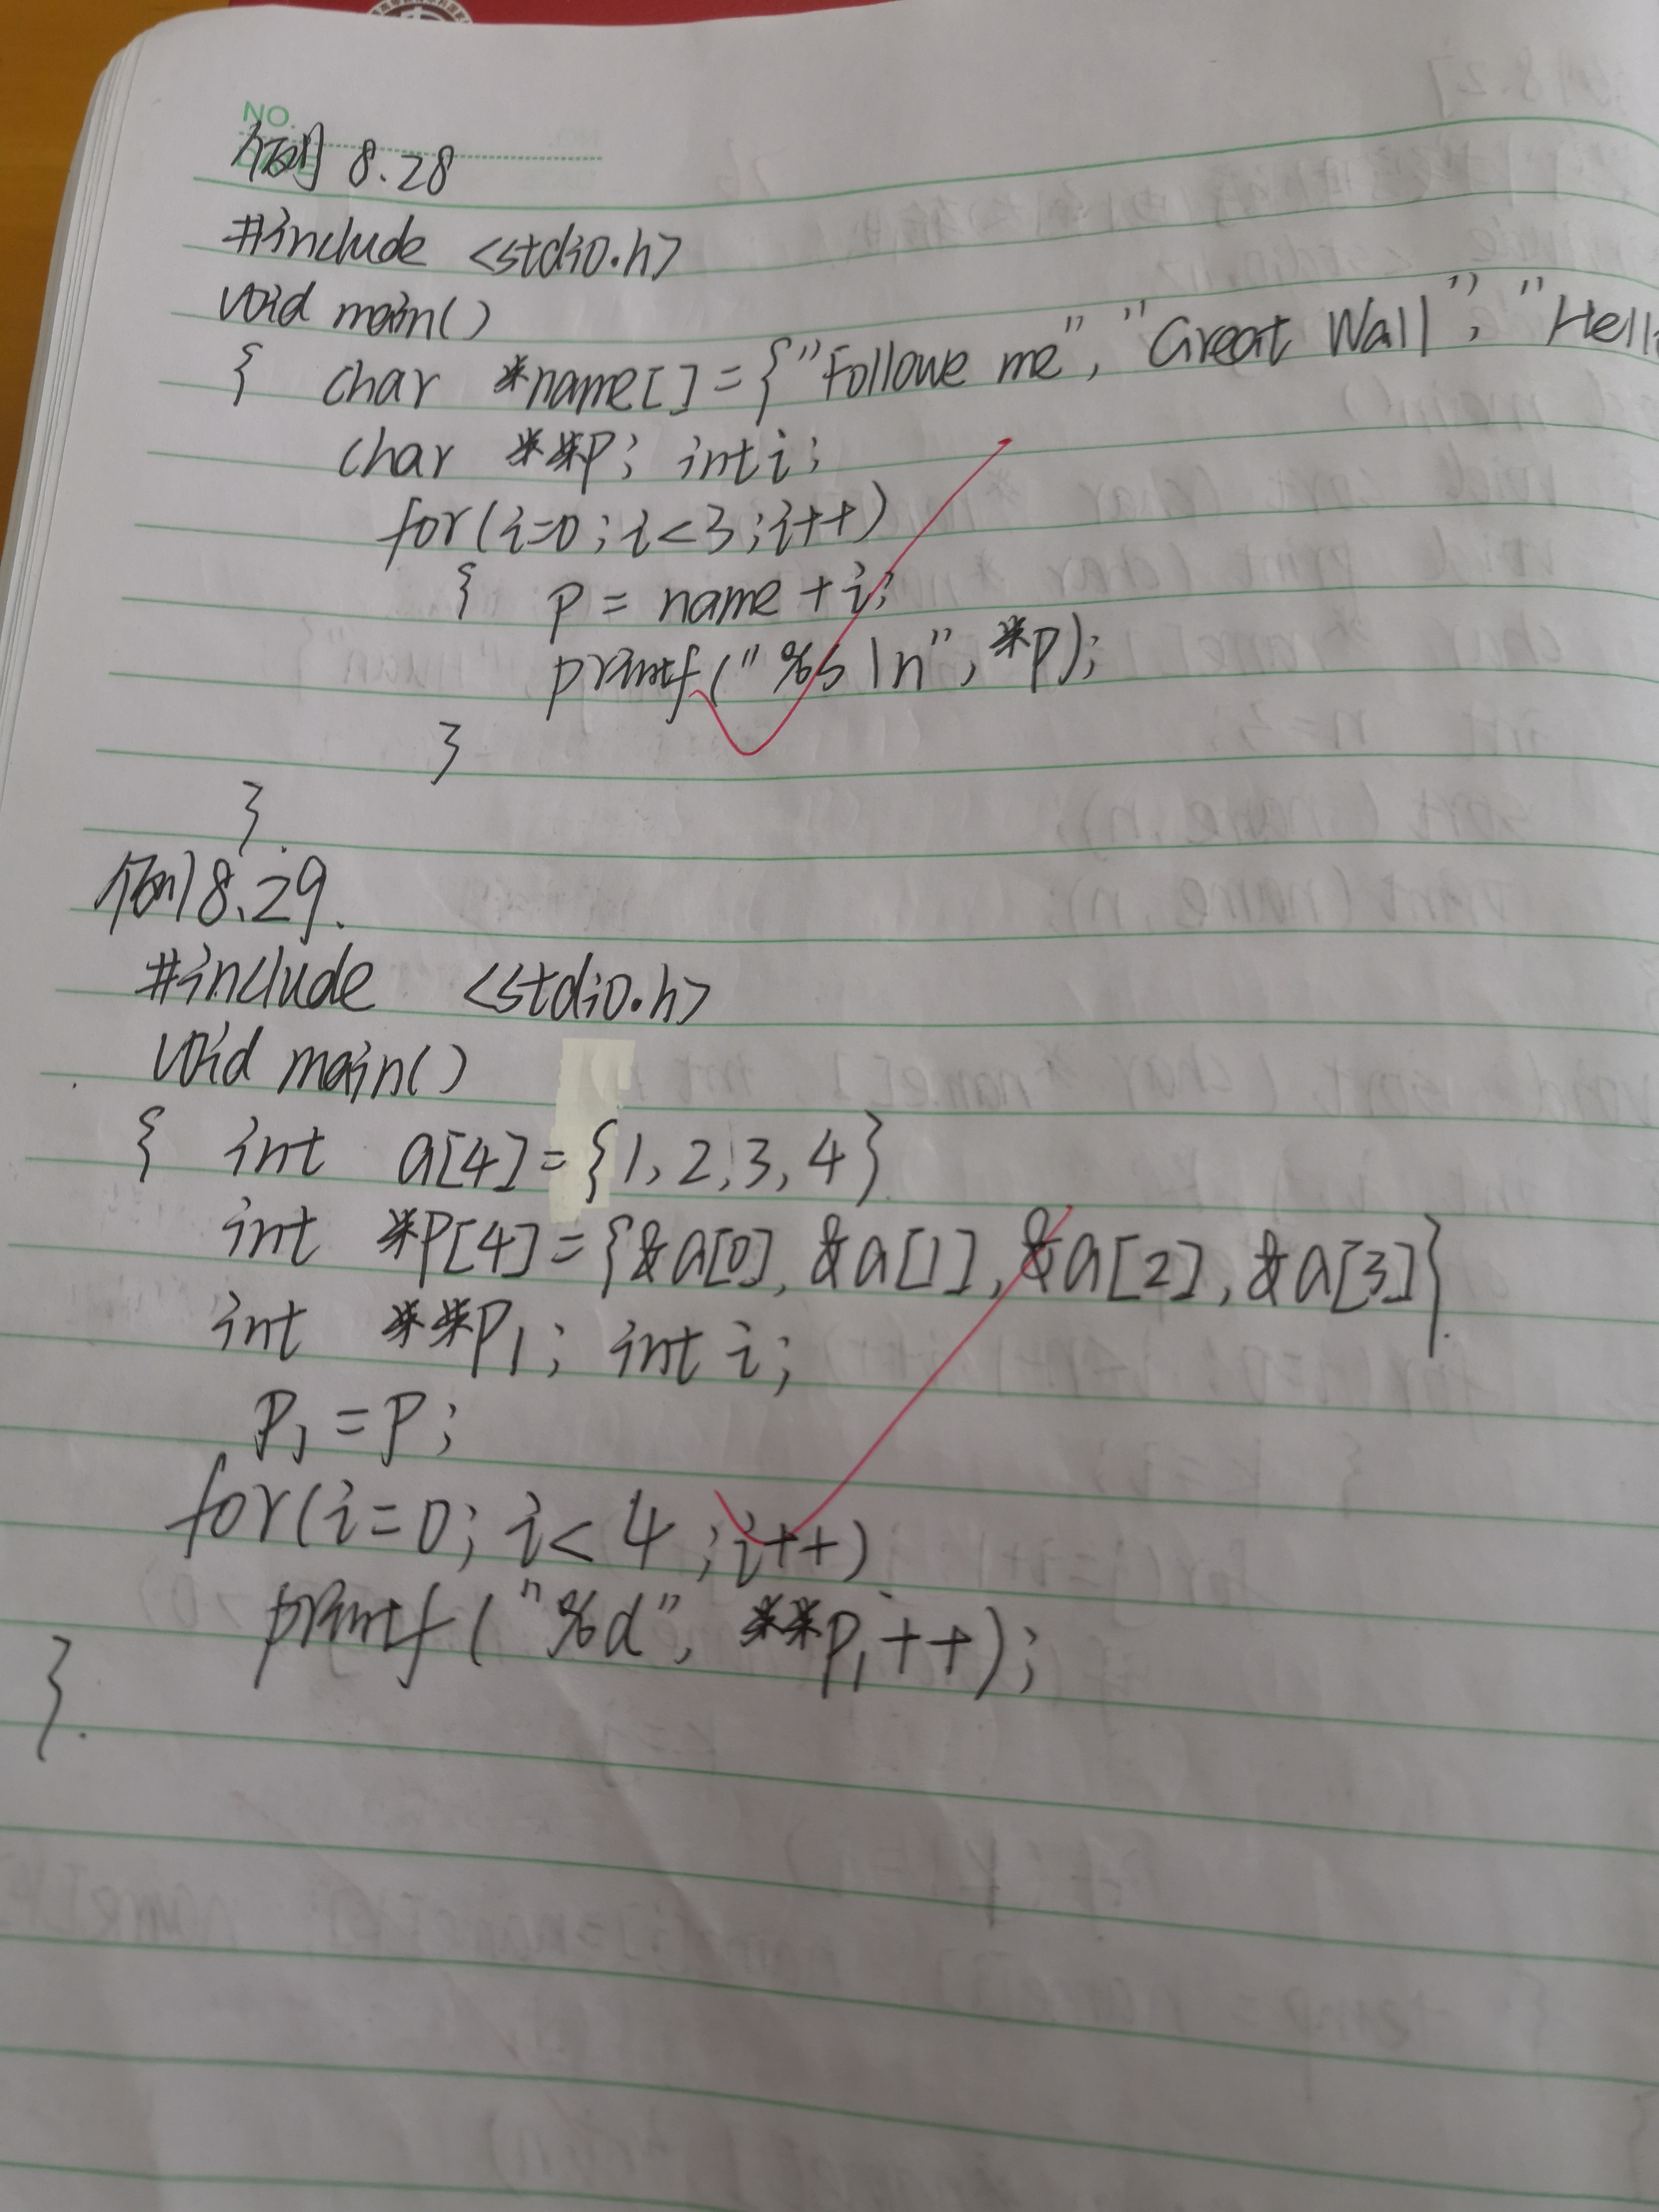 NO.
例 8.28
#include <stdio.h>
void main()
{ char *name[]={"Followe me", "Great Wall", "Hell
char **p; int i;
for(i=0; i<3; i++)
{ p = name + i;
printf("%s\n", *p);
}
}.
例 8.29.
#include <stdio.h>
void main()
{ int a[4]={1, 2, 3, 4}
int *p[4]={&a[0], &a[1], &a[2], &a[3]}.
int **p1; int i;
p1=p;
for(i=0; i<4; i++)
printf("%d", **p1++);
}.